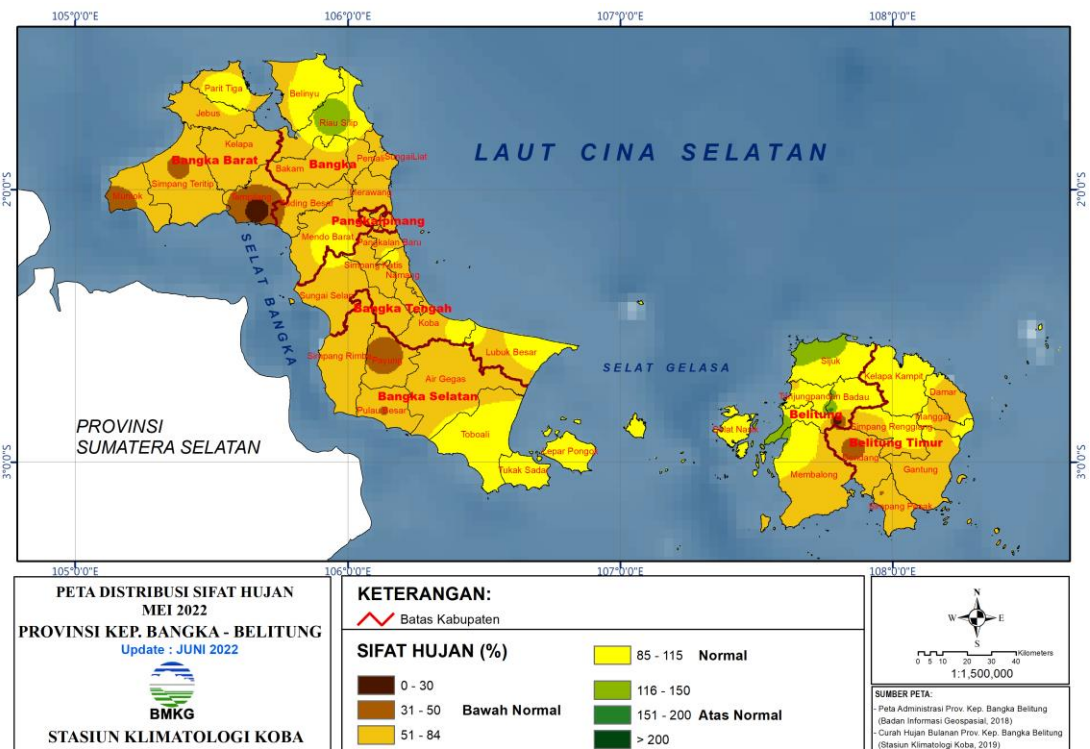 105°0'0"E 106°0'0"E 107°0'0"E 108°0'0"E
2°0'0"S
3°0'0"S
2°0'0"S
3°0'0"S
Parit Tiga
Belinyu
Jebus
Riau Silip
Kelapa
Bangka Barat
Bakam
Bangka
Pemali
SungaiLiat
LAUT CINA SELATAN
Simpang Teritip
Merawang
Pangkalpinang
Mendo Barat
Pangkalan Baru
SELAT BANGKA
Simpang Katis
Namang
Sungai Selan
Bangka Tengah
Koba
Simpang Rimba
Payung
Lubuk Besar
Air Gegas
Bangka Selatan
Pulau Besar
Toboali
Tukak Sadai
Lepar Pongok
SELAT GELASA
Sijuk
Kelapa Kampit
Damar
Badau
Manggar
Belitung
Simpang Renggiang
Selat Nasik
Belitung Timur
Membalong
Gantung
Simpang Pesak
PROVINSI
SUMATERA SELATAN
105°0'0"E 106°0'0"E 107°0'0"E 108°0'0"E
PETA DISTRIBUSI SIFAT HUJAN
MEI 2022
PROVINSI KEP. BANGKA - BELITUNG
Update : JUNI 2022
BMKG
STASIUN KLIMATOLOGI KOBA
KETERANGAN:
Batas Kabupaten
SIFAT HUJAN (%)
0 - 30
31 - 50 Bawah Normal
51 - 84
85 - 115 Normal
116 - 150
151 - 200 Atas Normal
> 200
N
W E
S
0 5 10 20 30 40 Kilometers
1:1,500,000
SUMBER PETA:
- Peta Administrasi Prov. Kep. Bangka Belitung
(Badan Informasi Geospasial, 2018)
- Curah Hujan Bulanan Prov. Kep. Bangka Belitung
(Stasiun Klimatologi Koba, 2019)